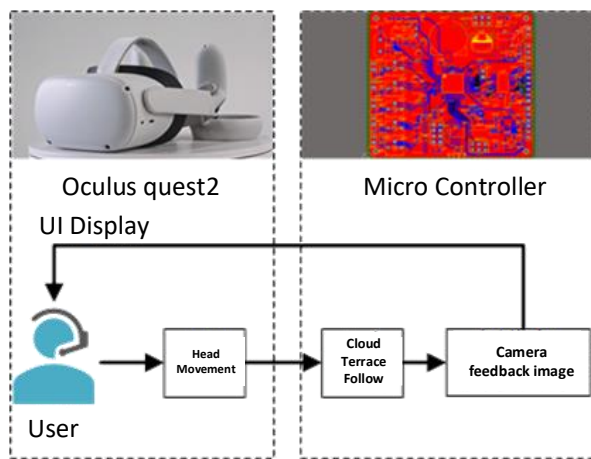 Oculus quest2
Micro Controller
UI Display
Head
Movement
Cloud
Terrace
Follow
Camera
feedback image
User